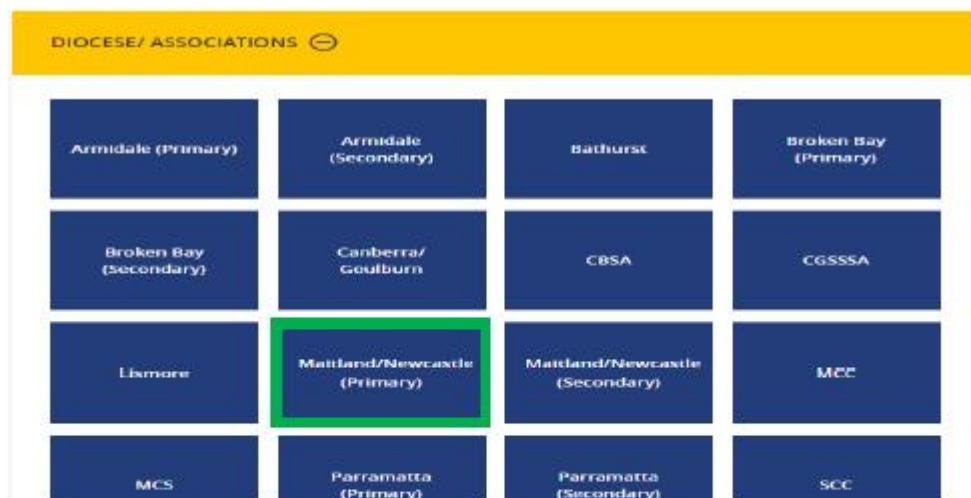 DIOCESE/ ASSOCIATIONS
Armidale (Primary)
Armidale
(Secondary)
Bathurst
Broken Bay
(Primary)
Broken Bay
(Secondary)
Canberra/
Goulburn
CBSA
CGSSSA
Lismore
Maitland/Newcastle
(Primary)
Maitland/Newcastle
(Secondary)
MCC
MCS
Parramatta
(Primary)
Parramatta
(Secondary)
SCC